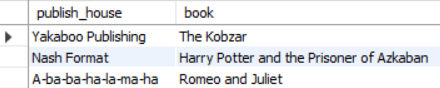 publish_house book
Yakaboo Publishing The Kobzar
Nash Format Harry Potter and the Prisoner of Azkaban
A-ba-ba-ha-la-ma-ha Romeo and Juliet